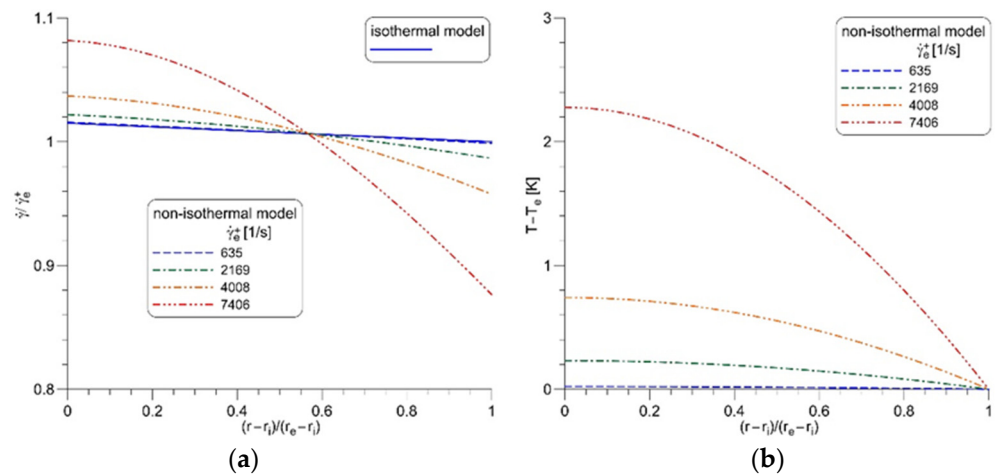 1.1
1
0.9
0.8
γ̇/γ̇ₑ⁺
isothermal model
non-isothermal model
γ̇ₑ⁺ [1/s]
635
2169
4008
7406
0 0.2 0.4 0.6 0.8 1
(r−rᵢ)/(rₑ−rᵢ)
(a)
3
2
1
0
T−Tₑ [K]
non-isothermal model
γ̇ₑ⁺ [1/s]
635
2169
4008
7406
0 0.2 0.4 0.6 0.8 1
(r−rᵢ)/(rₑ−rᵢ)
(b)